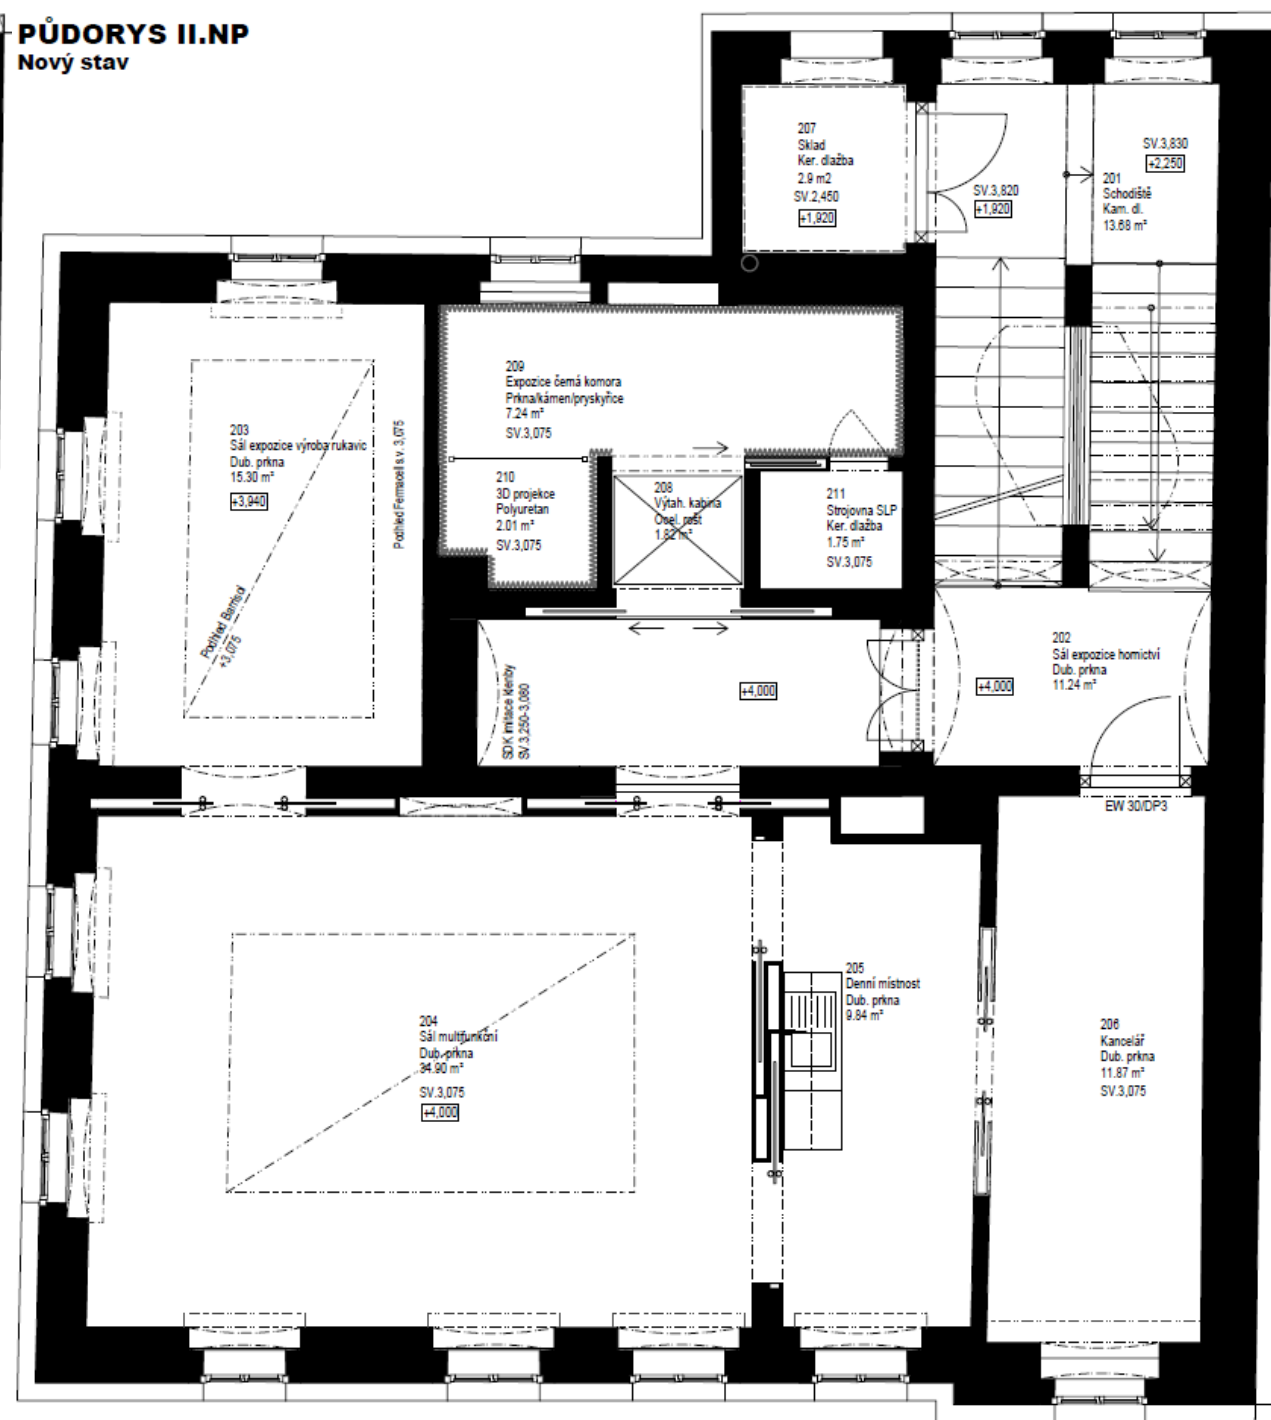 PŮDORYS II.NP
Nový stav
207
Sklad
Ker. dlažba
2.9 m2
SV.2,450
+1,920
SV.3,820
+1,920
SV.3,830
+2,250
201
Schodiště
Kam. dl.
13.68 m²
203
Sál expozice výroba rukavic
Dub. prkna
15.30 m²
+3,940
Podhled Fermacell s.v. 3,075
Podhled Barrisol
+3,075
209
Expozice černá komora
Prkna/kámen/pryskyřice
7.24 m²
SV.3,075
210
3D projekce
Polyuretan
2.01 m²
SV.3,075
208
Výtah. kabina
Ocel. rošt
1.82 m²
211
Strojovna SLP
Ker. dlažba
1.75 m²
SV.3,075
SDK imitace klenby
SV.3,250-3,080
+4,000
+4,000
202
Sál expozice hornictví
Dub. prkna
11.24 m²
EW 30/DP3
204
Sál multifunkční
Dub. prkna
34.90 m²
SV.3,075
+4,000
205
Denní místnost
Dub. prkna
9.84 m²
206
Kancelář
Dub. prkna
11.87 m²
SV.3,075